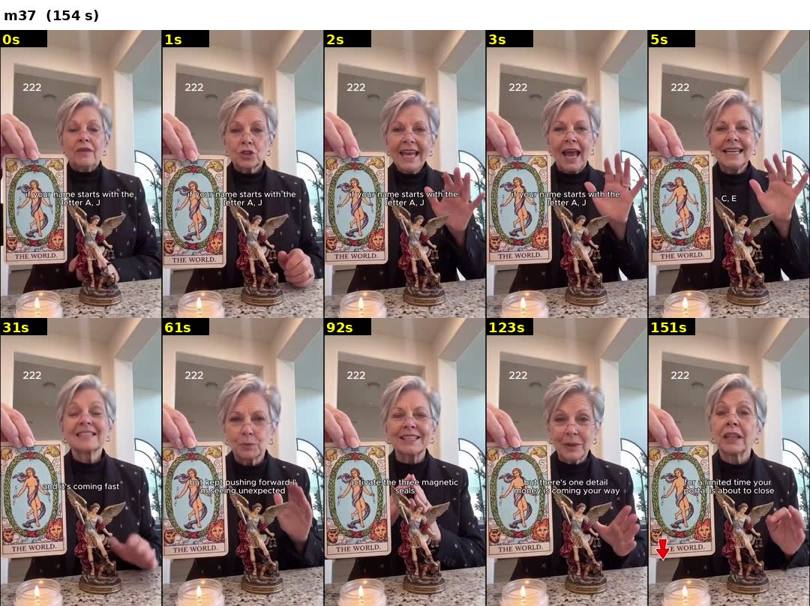 m37 (154 s)
0s
222
if your name starts with the
letter A, J
THE WORLD.
1s
222
if your name starts with the
letter A, J
THE WORLD.
2s
222
if your name starts with the
letter A, J
THE WORLD.
3s
222
if your name starts with the
letter A, J
THE WORLD.
5s
222
C, E
THE WORLD.
31s
222
and it's coming fast
THE WORLD.
61s
222
but kept pushing forward I
seeing unexpected
THE WORLD.
92s
222
activate the three magnetic
seals
THE WORLD.
123s
222
but there's one detail
money is coming your way
THE WORLD.
151s
222
for a limited time your
portal is about to close
E WORLD.